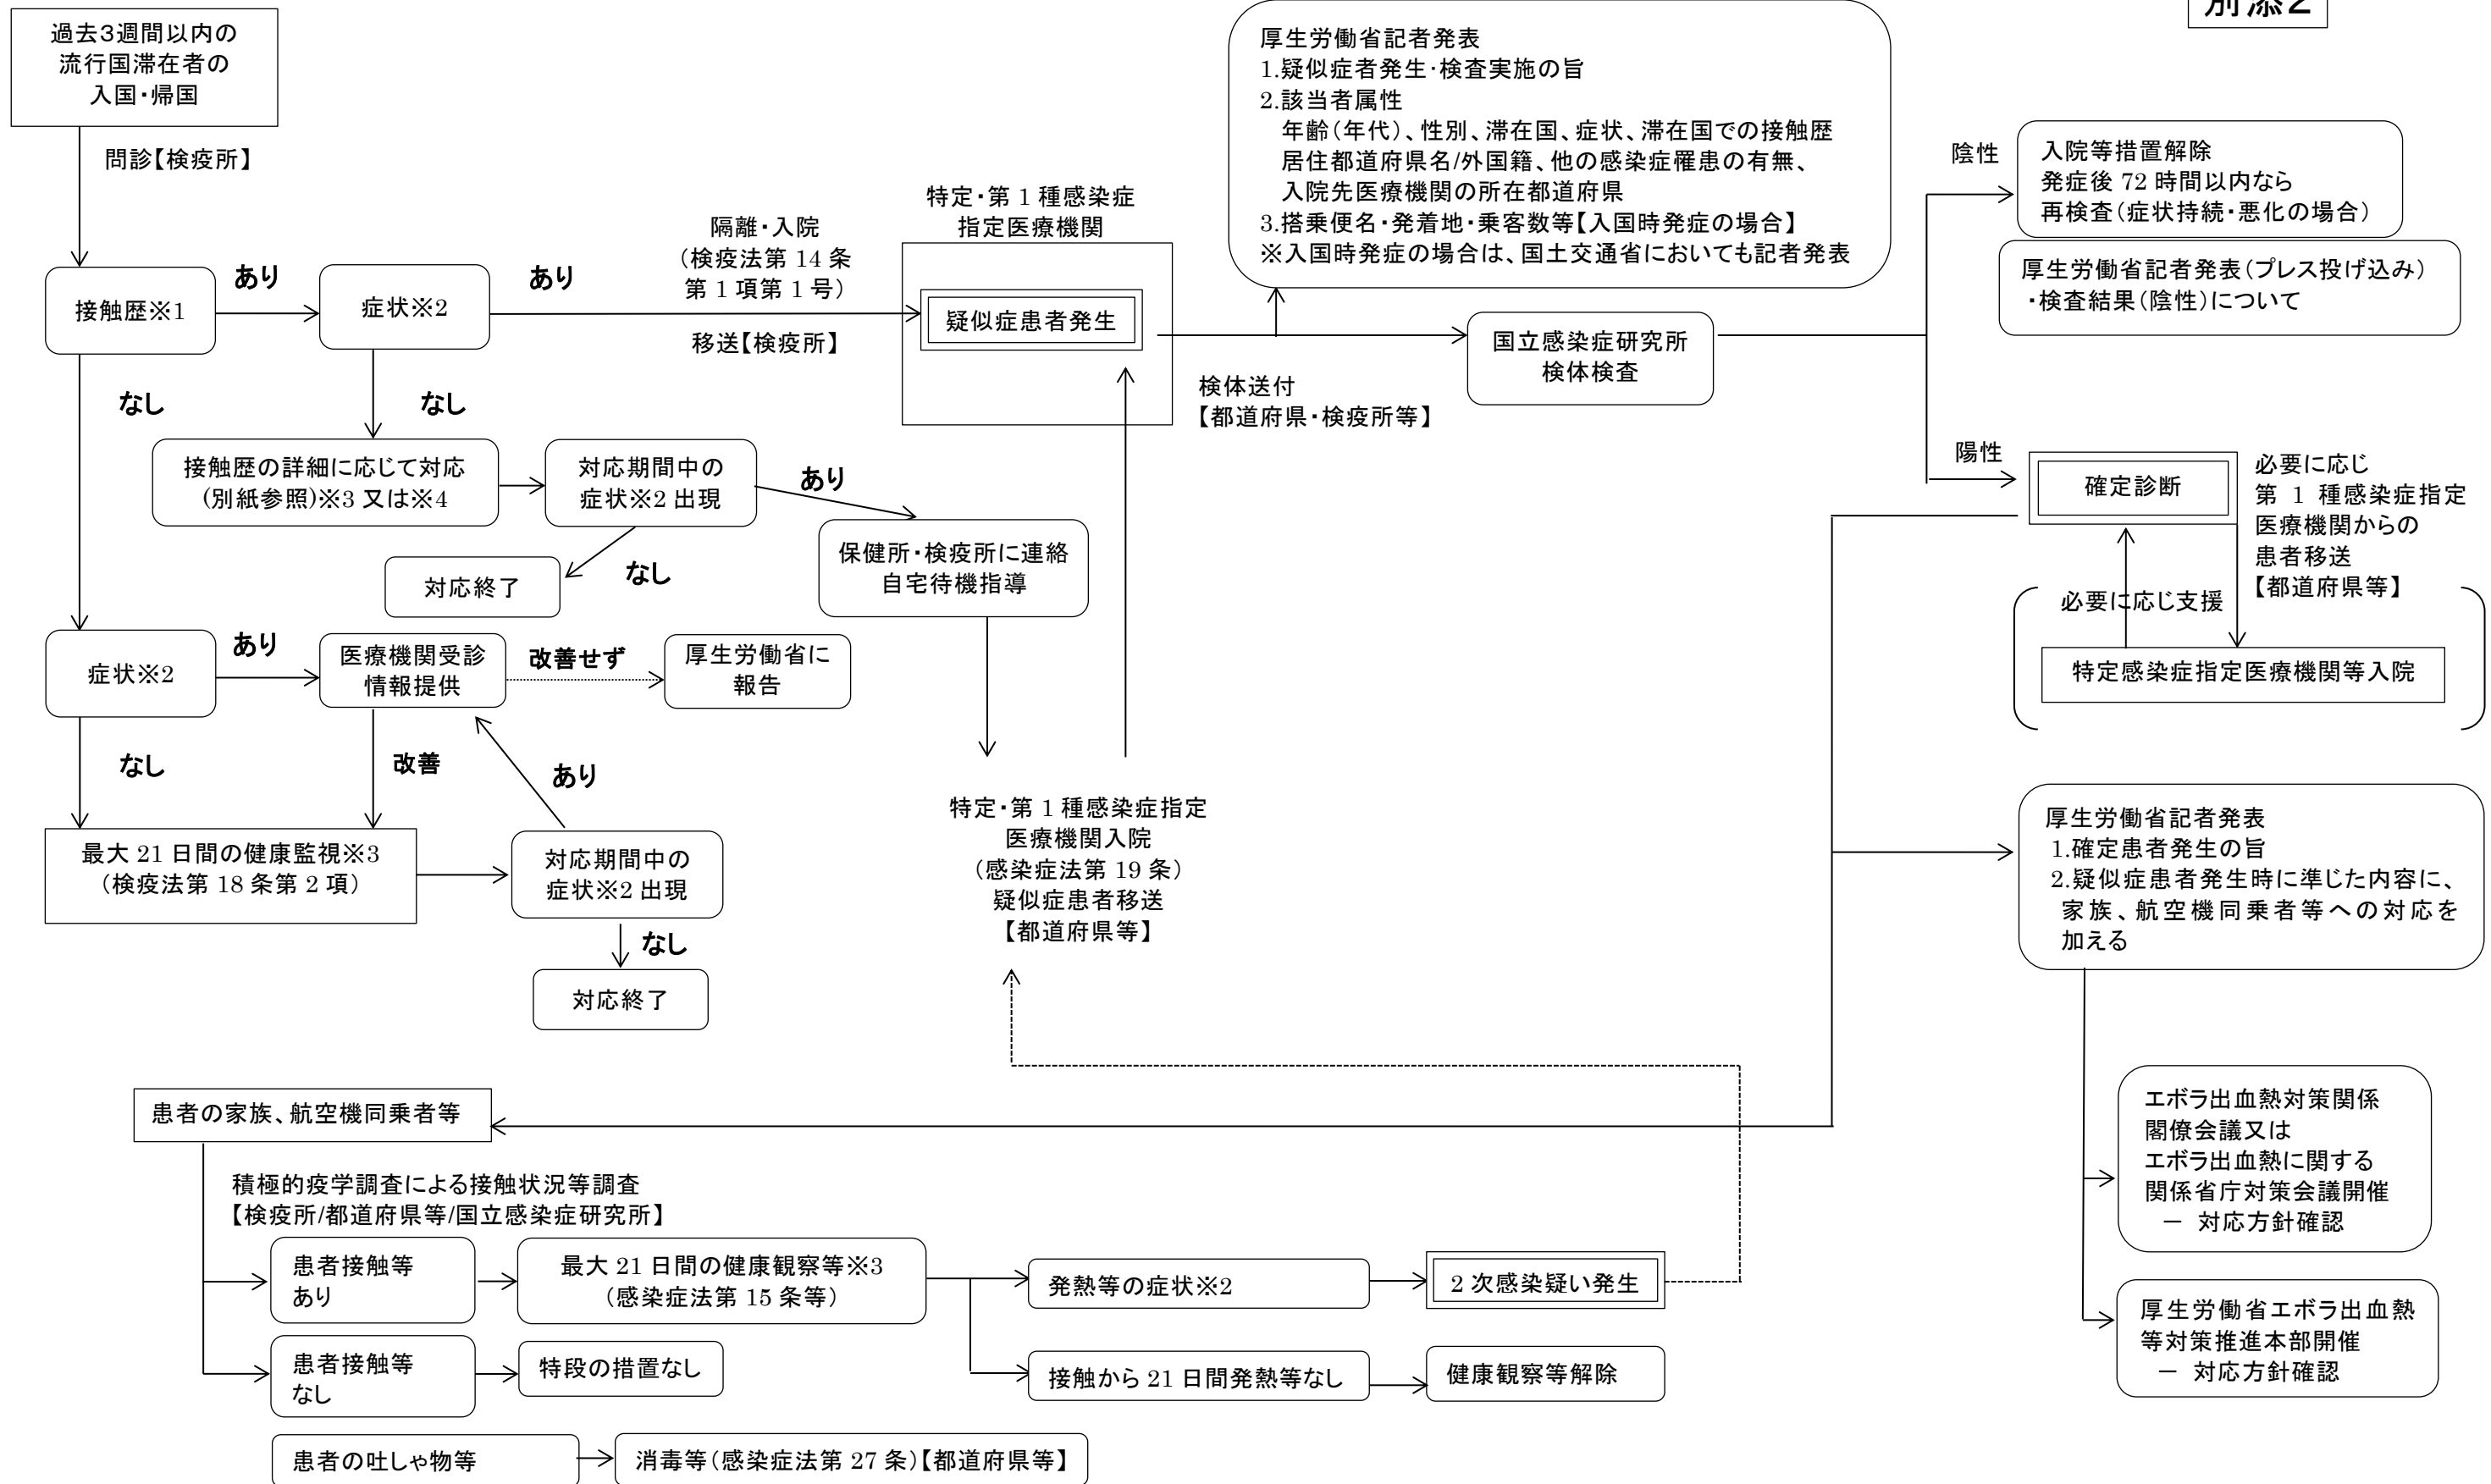 別添2
過去3週間以内の
流行国滞在者の
入国・帰国
問診【検疫所】
接触歴※1
あり
症状※2
あり
隔離・入院
（検疫法第 14 条
第 1 項第 1 号）
移送【検疫所】
特定・第 1 種感染症
指定医療機関
疑似症患者発生
厚生労働省記者発表
1.疑似症者発生・検査実施の旨
2.該当者属性
年齢（年代）、性別、滞在国、症状、滞在国での接触歴
居住都道府県名/外国籍、他の感染症罹患の有無、
入院先医療機関の所在都道府県
3.搭乗便名・発着地・乗客数等【入国時発症の場合】
※入国時発症の場合は、国土交通省においても記者発表
検体送付
【都道府県・検疫所等】
国立感染症研究所
検体検査
陰性
入院等措置解除
発症後 72 時間以内なら
再検査（症状持続・悪化の場合）
厚生労働省記者発表（プレス投げ込み）
・検査結果（陰性）について
陽性
確定診断
必要に応じ
第 1 種感染症指定
医療機関からの
患者移送
【都道府県等】
必要に応じ支援
特定感染症指定医療機関等入院
なし
なし
接触歴の詳細に応じて対応
(別紙参照)※3 又は※4
対応期間中の
症状※2 出現
あり
なし
対応終了
保健所・検疫所に連絡
自宅待機指導
症状※2
あり
医療機関受診
情報提供
改善せず
厚生労働省に
報告
なし
改善
あり
最大 21 日間の健康監視※3
（検疫法第 18 条第 2 項）
対応期間中の
症状※2 出現
なし
対応終了
特定・第 1 種感染症指定
医療機関入院
（感染症法第 19 条）
疑似症患者移送
【都道府県等】
厚生労働省記者発表
1.確定患者発生の旨
2.疑似症患者発生時に準じた内容に、
家族、航空機同乗者等への対応を
加える
エボラ出血熱対策関係
閣僚会議又は
エボラ出血熱に関する
関係省庁対策会議開催
－ 対応方針確認
厚生労働省エボラ出血熱
等対策推進本部開催
－ 対応方針確認
患者の家族、航空機同乗者等
積極的疫学調査による接触状況等調査
【検疫所/都道府県等/国立感染症研究所】
患者接触等
あり
最大 21 日間の健康観察等※3
（感染症法第 15 条等）
発熱等の症状※2
2 次感染疑い発生
患者接触等
なし
特段の措置なし
接触から 21 日間発熱等なし
健康観察等解除
患者の吐しゃ物等
消毒等（感染症法第 27 条）【都道府県等】